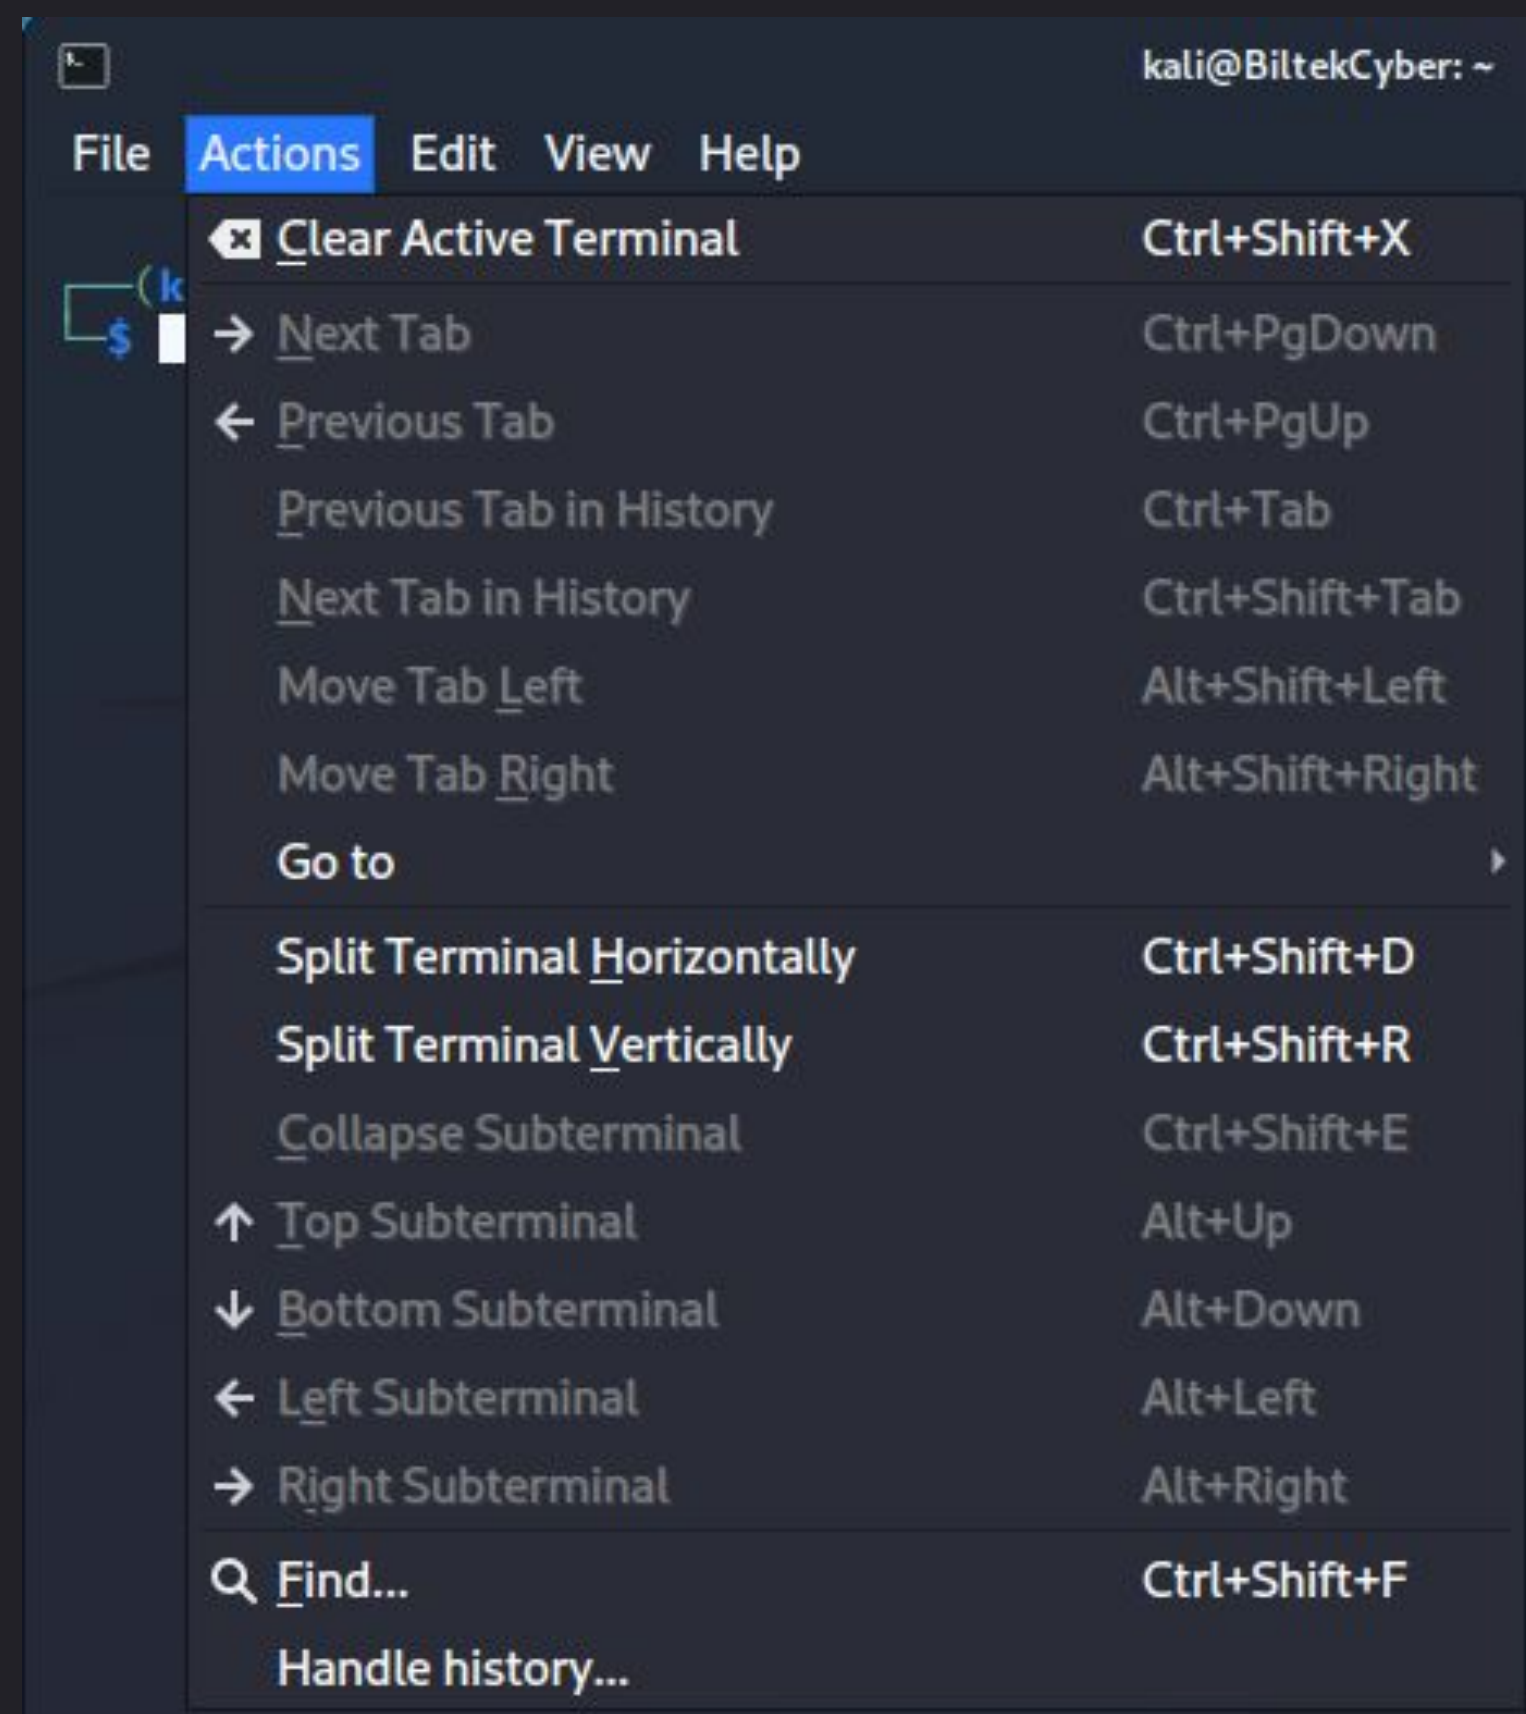 kali@BiltekCyber: ~
File Actions Edit View Help
Clear Active Terminal Ctrl+Shift+X
(k
$
Next Tab Ctrl+PgDown
Previous Tab Ctrl+PgUp
Previous Tab in History Ctrl+Tab
Next Tab in History Ctrl+Shift+Tab
Move Tab Left Alt+Shift+Left
Move Tab Right Alt+Shift+Right
Go to
Split Terminal Horizontally Ctrl+Shift+D
Split Terminal Vertically Ctrl+Shift+R
Collapse Subterminal Ctrl+Shift+E
Top Subterminal Alt+Up
Bottom Subterminal Alt+Down
Left Subterminal Alt+Left
Right Subterminal Alt+Right
Find... Ctrl+Shift+F
Handle history...